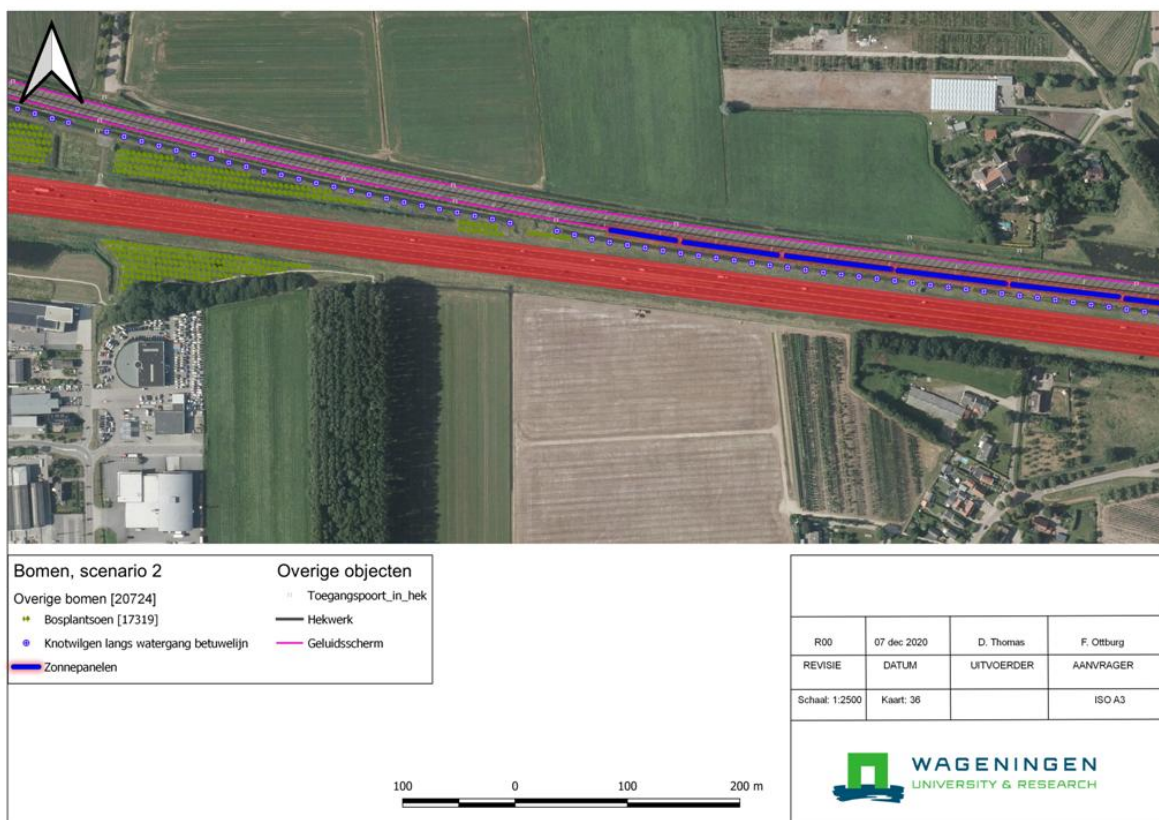 Bomen, scenario 2
Overige bomen [20724]
Bosplantsoen [17319]
Knotwilgen langs watergang betuwelijn
Zonnepanelen
Overige objecten
Toegangspoort_in_hek
Hekwerk
Geluidsscherm
100 0 100 200 m
R00 07 dec 2020 D. Thomas F. Ottburg
REVISIE DATUM UITVOERDER AANVRAGER
Schaal: 1:2500 Kaart: 36 ISO A3
WAGENINGEN
UNIVERSITY & RESEARCH